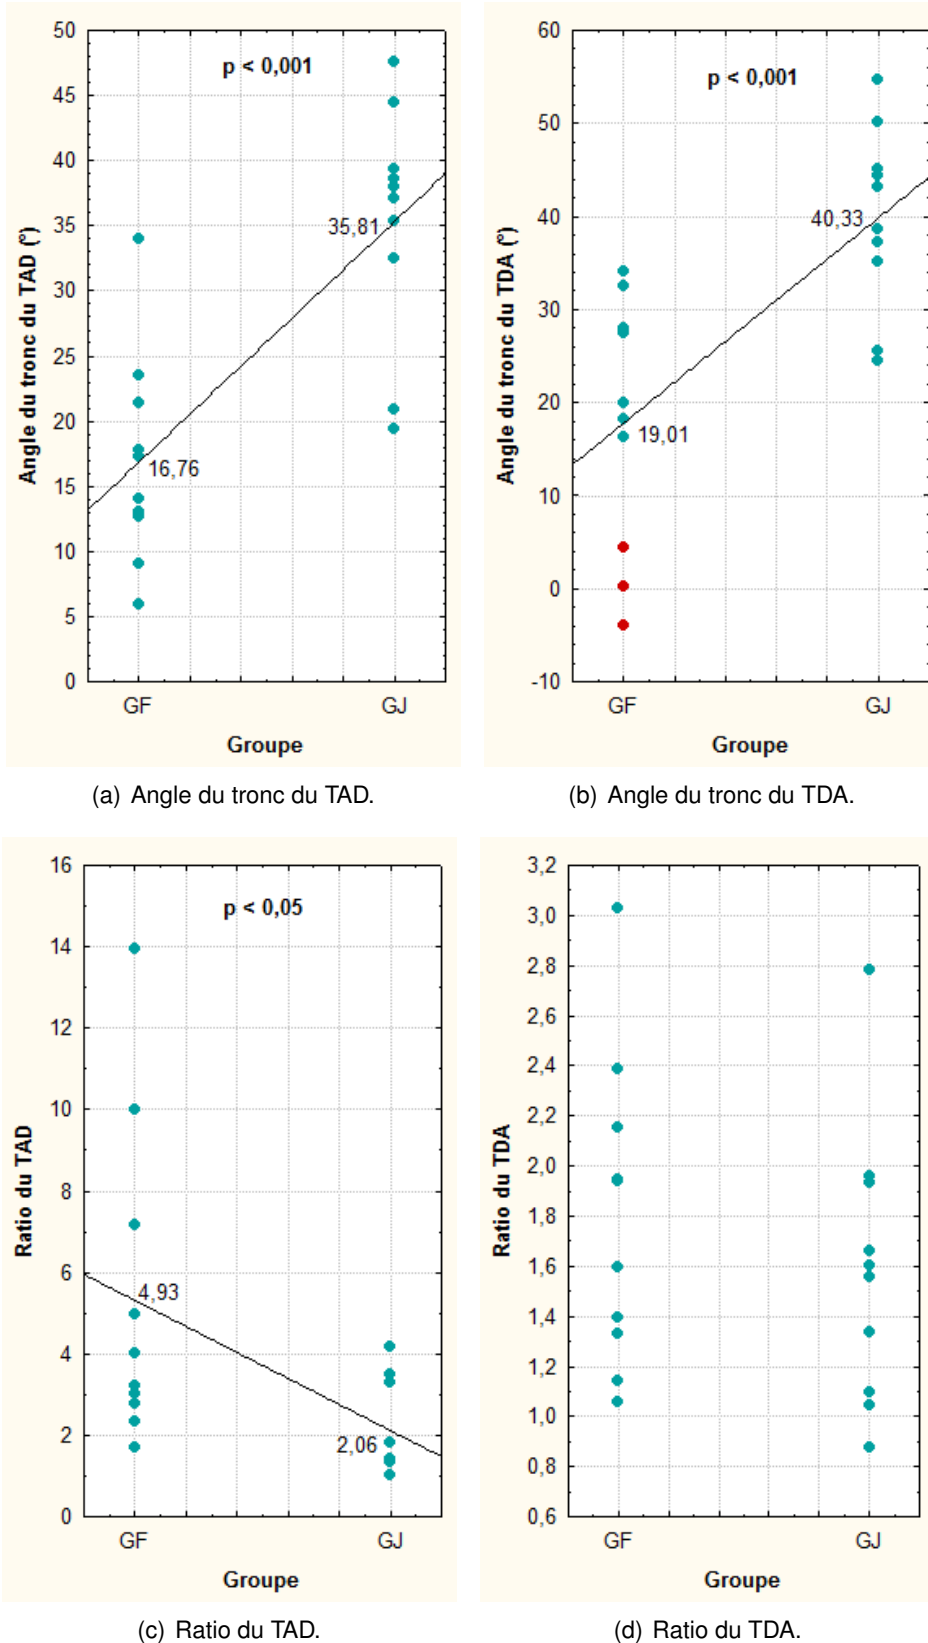 50
45
40
35
30
25
20
15
10
5
0
Angle du tronc du TAD (°)
p < 0,001
35,81
16,76
GF
GJ
Groupe
(a) Angle du tronc du TAD.
60
50
40
30
20
10
0
-10
Angle du tronc du TDA (°)
p < 0,001
40,33
19,01
GF
GJ
Groupe
(b) Angle du tronc du TDA.
16
14
12
10
8
6
4
2
0
Ratio du TAD
p < 0,05
4,93
2,06
GF
GJ
Groupe
(c) Ratio du TAD.
3,2
3,0
2,8
2,6
2,4
2,2
2,0
1,8
1,6
1,4
1,2
1,0
0,8
0,6
Ratio du TDA
GF
GJ
Groupe
(d) Ratio du TDA.